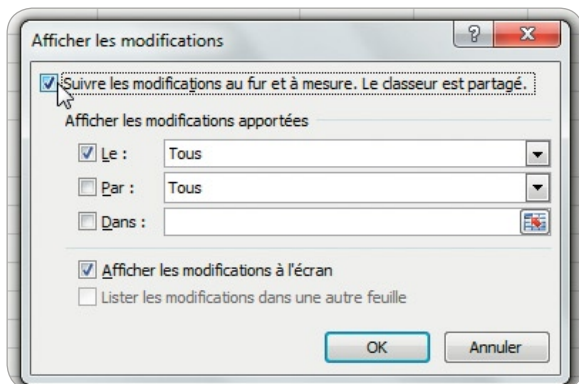 Afficher les modifications
Suivre les modifications au fur et à mesure. Le classeur est partagé.
Afficher les modifications apportées
Le : Tous
Par : Tous
Dans :
Afficher les modifications à l'écran
Lister les modifications dans une autre feuille
OK Annuler